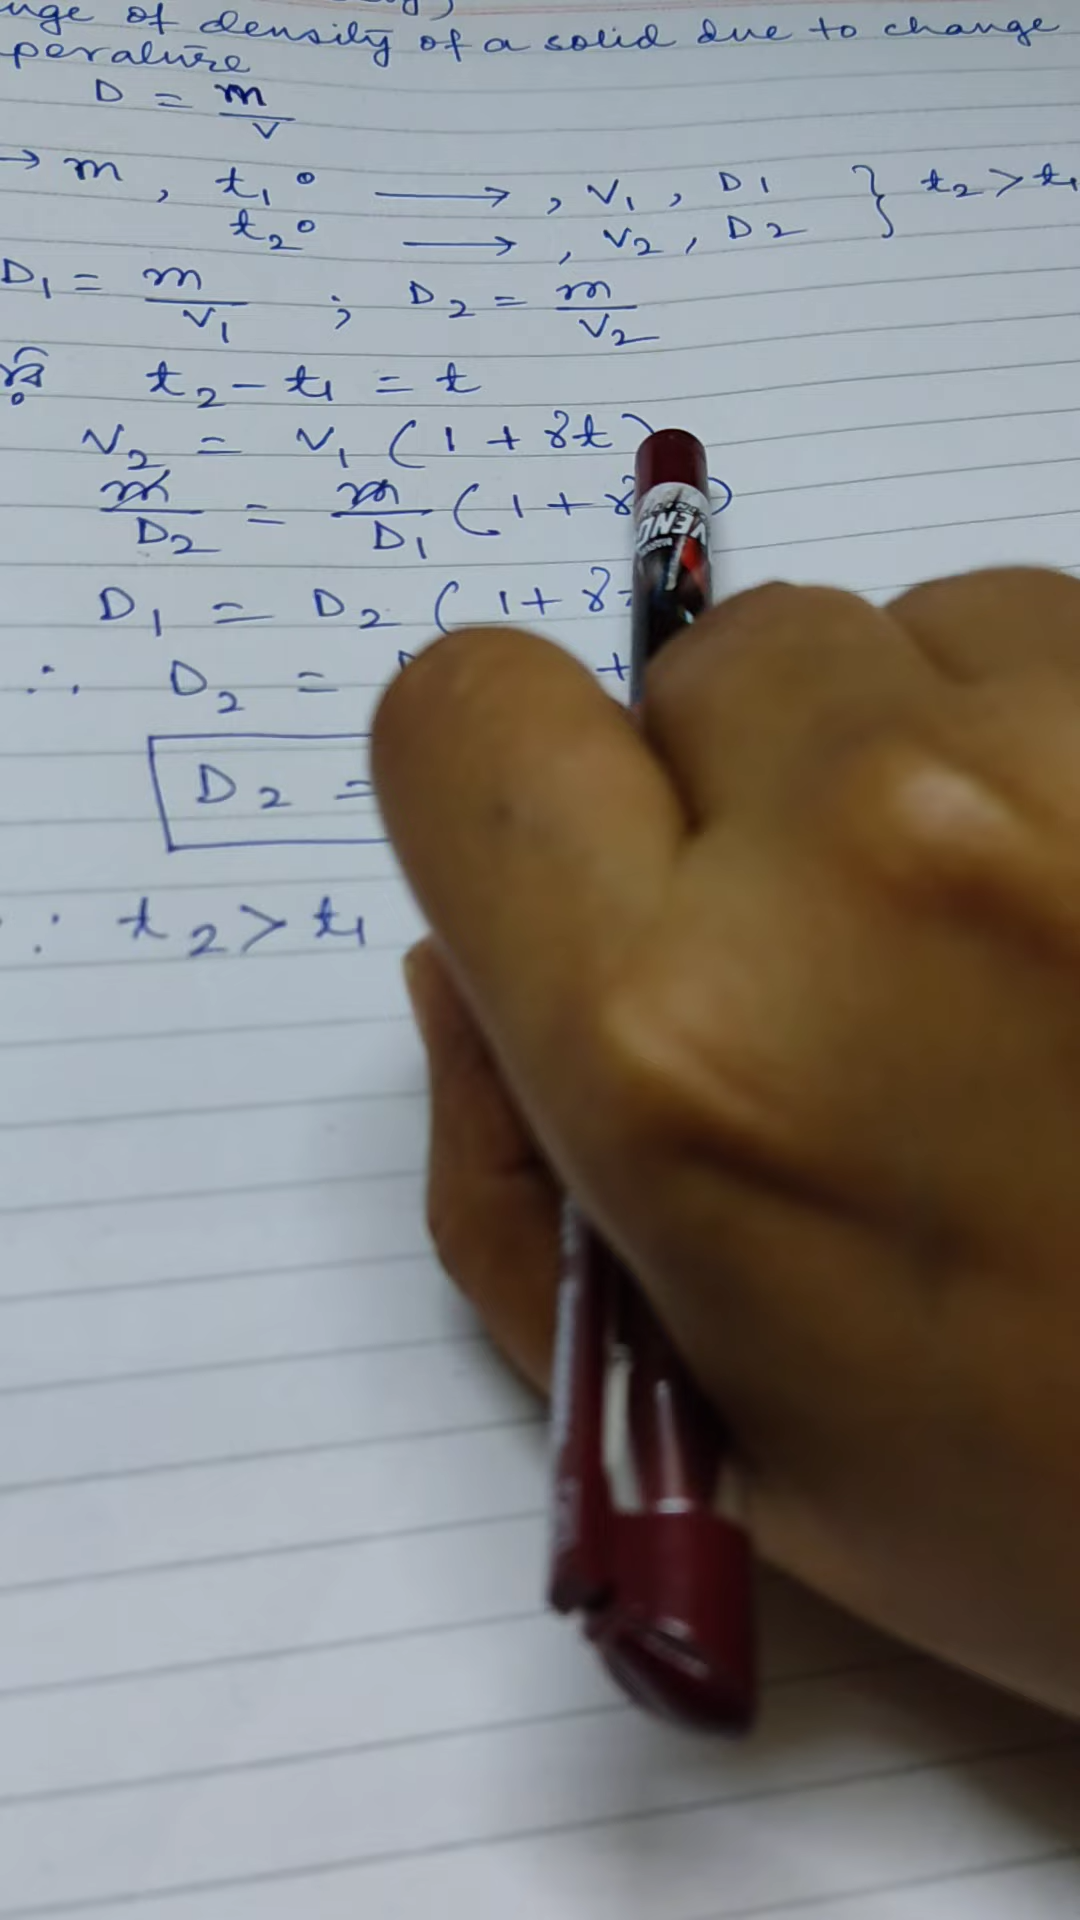 of density of a solid due to change
D = m/V
→ m, t₁° ⟶ , V₁, D₁ } t₂ > t₁
t₂° ⟶ , V₂, D₂
D₁ = m/V₁ ; D₂ = m/V₂
t₂ - t₁ = t
V₂ = V₁ (1 + γt)
m/D₂ = m/D₁ (1 + γ )
D₁ = D₂ (1 + γ
∴ D₂ = +
D₂ =
∵ t₂ > t₁